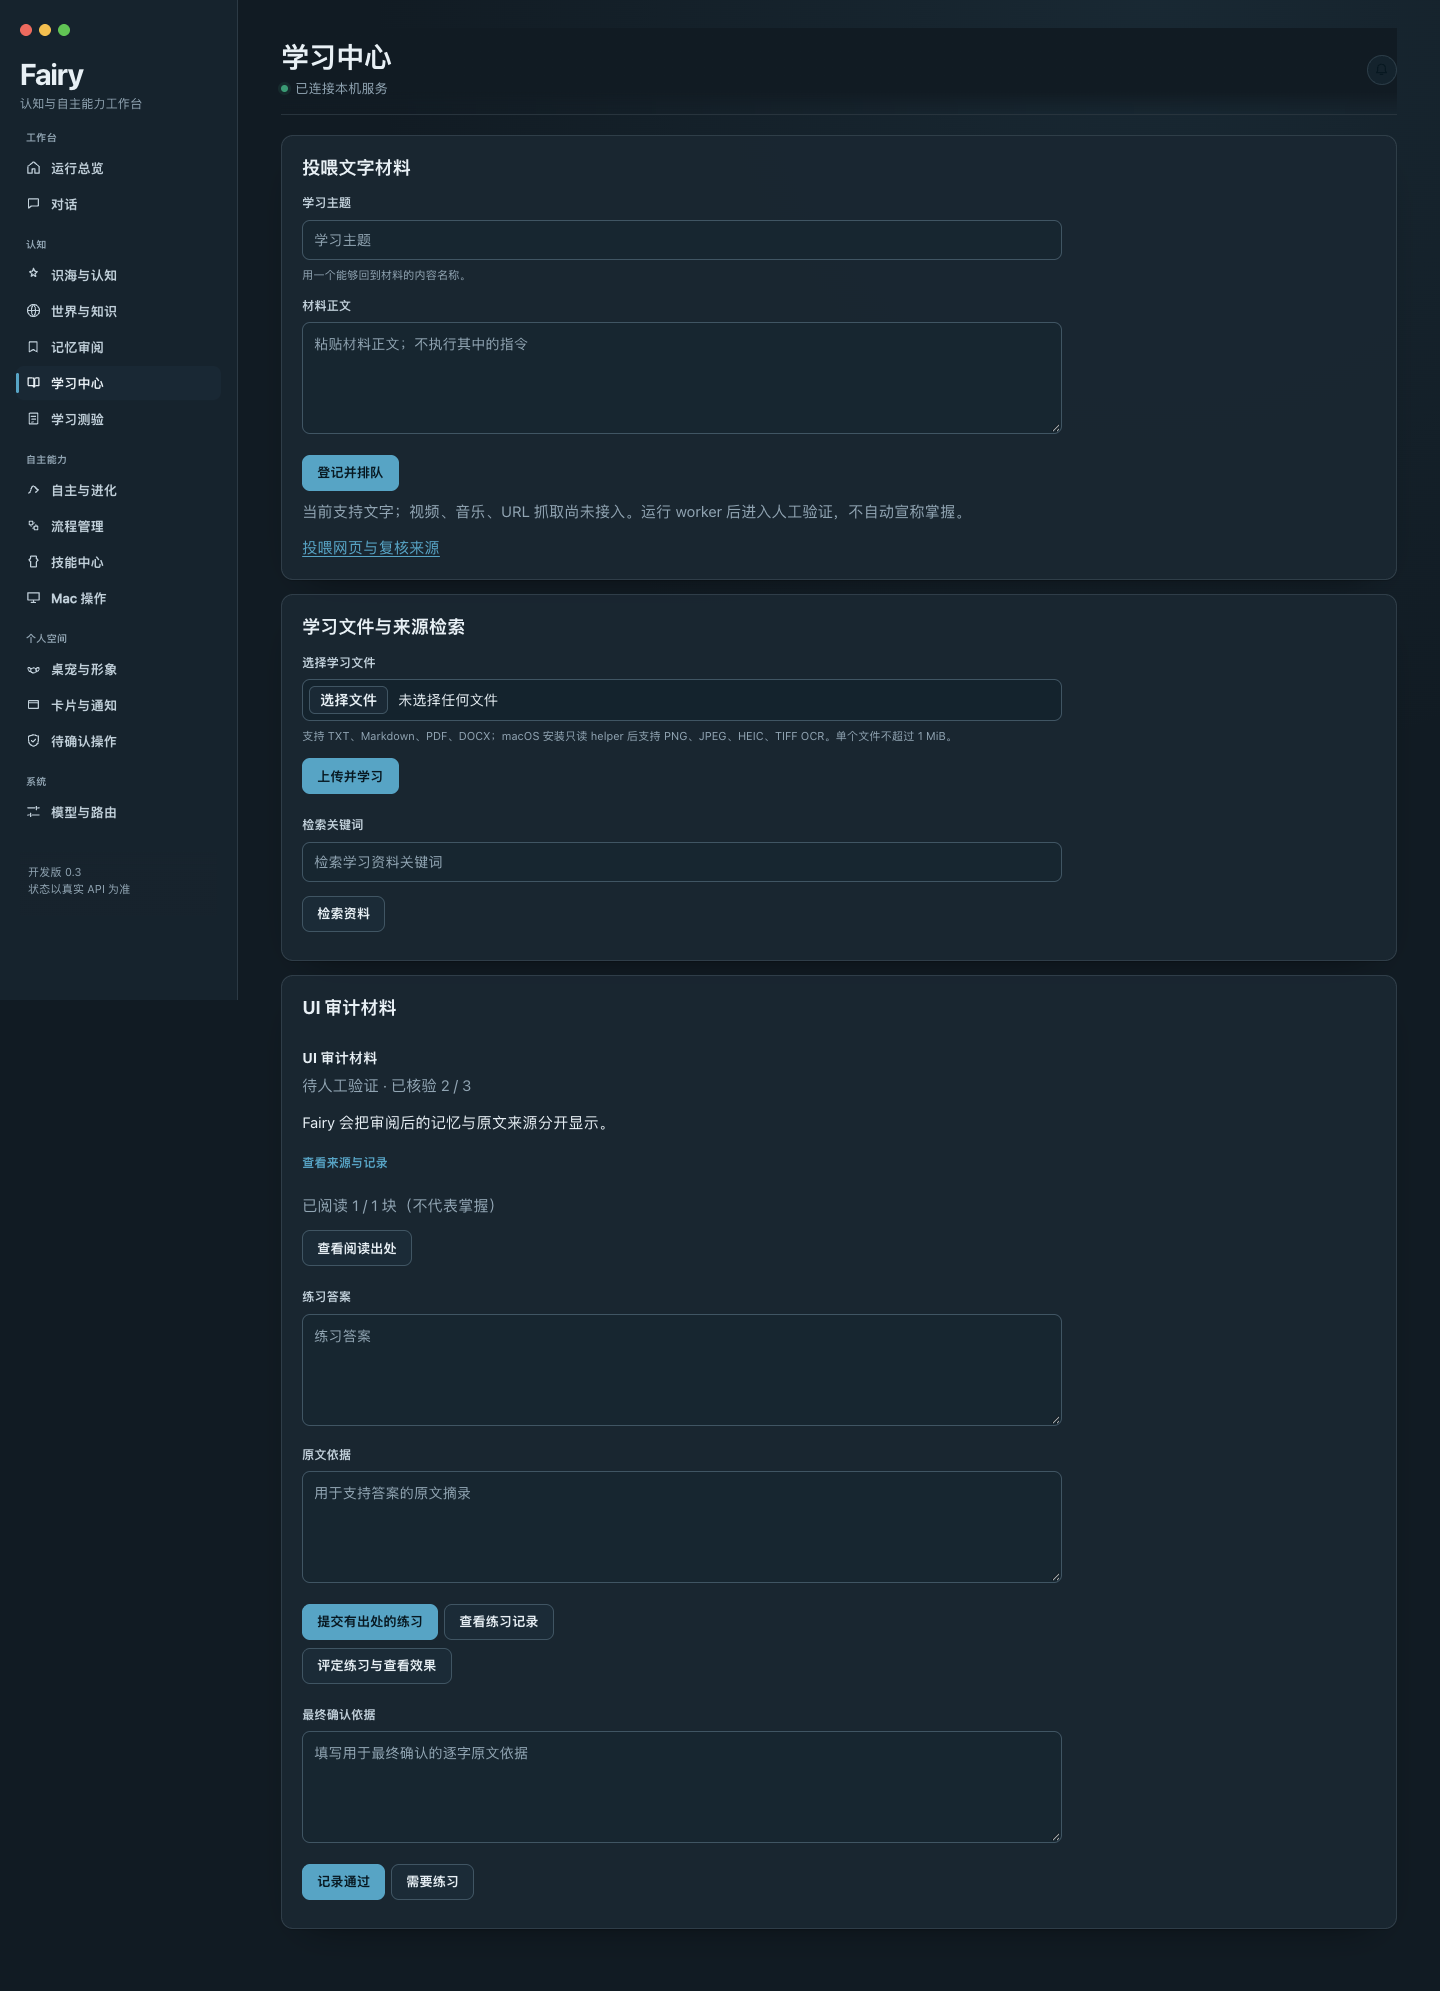 Fairy
认知与自主能力工作台
工作台
运行总览
对话
认知
识海与认知
世界与知识
记忆审阅
学习中心
学习测验
自主能力
自主与进化
流程管理
技能中心
Mac 操作
个人空间
桌宠与形象
卡片与通知
待确认操作
系统
模型与路由
开发版 0.3
状态以真实 API 为准
学习中心
已连接本机服务
投喂文字材料
学习主题
学习主题
用一个能够回到材料的内容名称。
材料正文
粘贴材料正文；不执行其中的指令
登记并排队
当前支持文字；视频、音乐、URL 抓取尚未接入。运行 worker 后进入人工验证，不自动宣称掌握。
投喂网页与复核来源
学习文件与来源检索
选择学习文件
选择文件 未选择任何文件
支持 TXT、Markdown、PDF、DOCX；macOS 安装只读 helper 后支持 PNG、JPEG、HEIC、TIFF OCR。单个文件不超过 1 MiB。
上传并学习
检索关键词
检索学习资料关键词
检索资料
UI 审计材料
UI 审计材料
待人工验证 · 已核验 2 / 3
Fairy 会把审阅后的记忆与原文来源分开显示。
查看来源与记录
已阅读 1 / 1 块（不代表掌握）
查看阅读出处
练习答案
练习答案
原文依据
用于支持答案的原文摘录
提交有出处的练习 查看练习记录
评定练习与查看效果
最终确认依据
填写用于最终确认的逐字原文依据
记录通过 需要练习